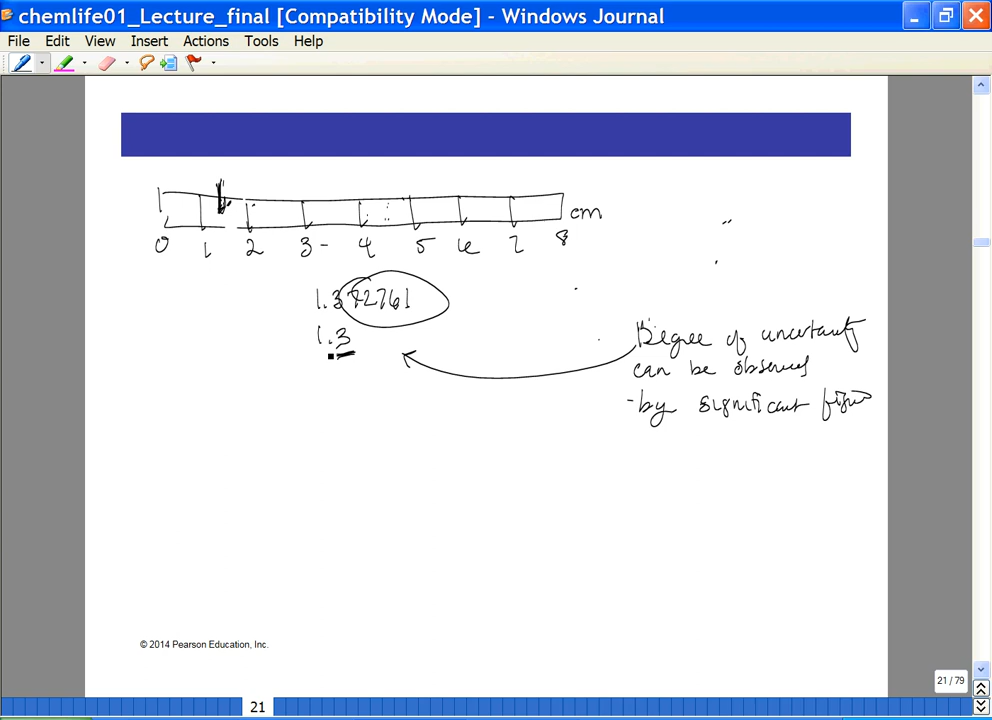 chemlife01_Lecture_final [Compatibility Mode] - Windows Journal
File Edit View Insert Actions Tools Help
cm
0 1 2 3 4 5 6 7 8
1.372761
1.3
Degree of uncertainty
can be observed
-by significant
© 2014 Pearson Education, Inc.
21 / 79
21